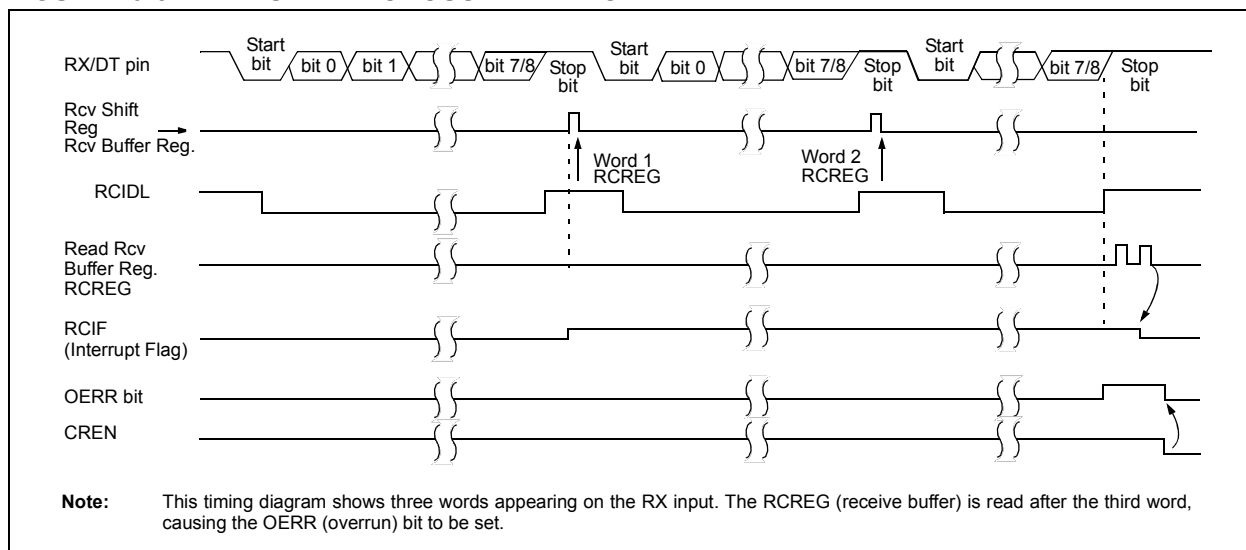 Start bit
bit 0
bit 1
bit 7/8
Stop bit
Start bit
bit 0
bit 7/8
Stop bit
Start bit
bit 7/8
Stop bit
RX/DT pin
Rcv Shift
Reg
Rcv Buffer Reg.
Word 1
RCREG
Word 2
RCREG
RCIDL
Read Rcv
Buffer Reg.
RCREG
RCIF
(Interrupt Flag)
OERR bit
CREN
Note: This timing diagram shows three words appearing on the RX input. The RCREG (receive buffer) is read after the third word,
causing the OERR (overrun) bit to be set.